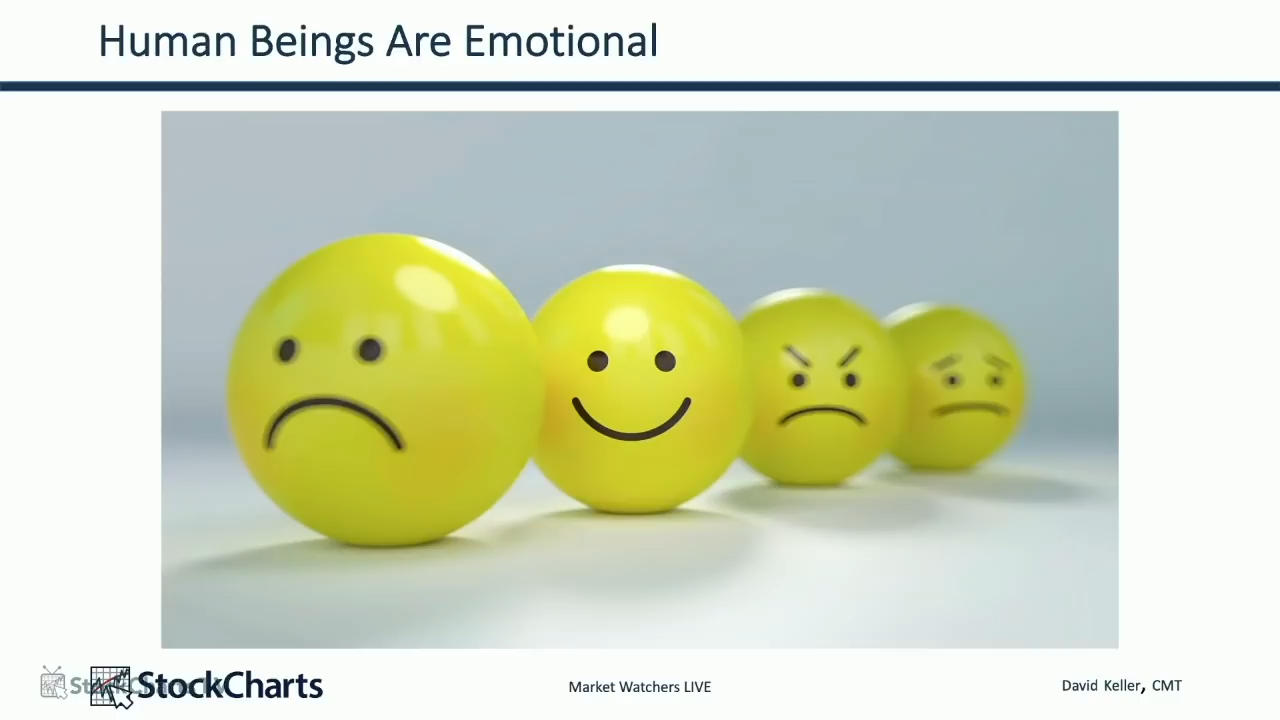 Human Beings Are Emotional
StockCharts
Market Watchers LIVE
David Keller, CMT